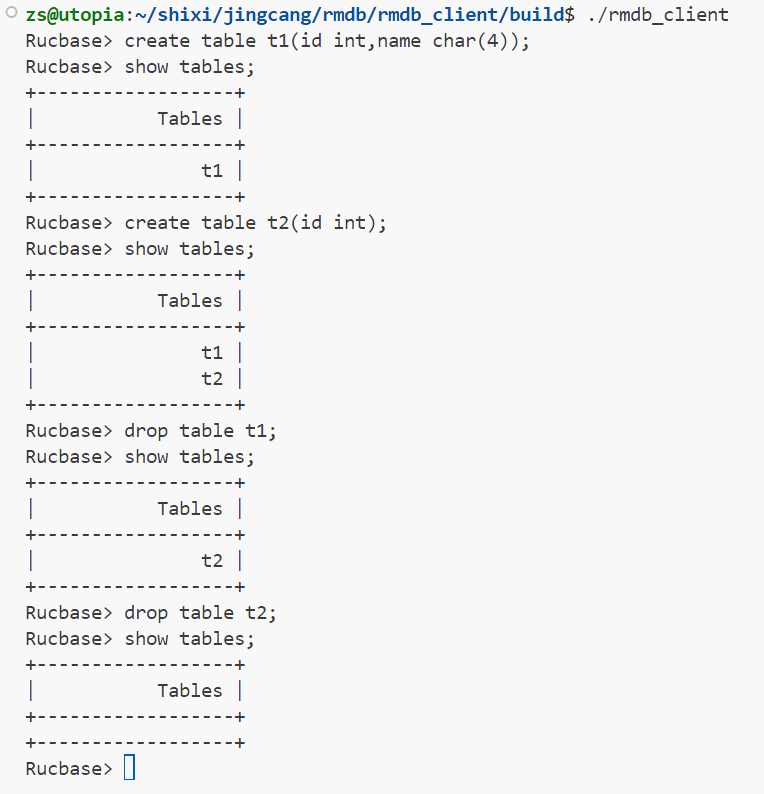 zs@utopia:~/shixi/jingcang/rmdb/rmdb_client/build$ ./rmdb_client
Rucbase> create table t1(id int,name char(4));
Rucbase> show tables;
+------------------+
|           Tables |
+------------------+
|               t1 |
+------------------+
Rucbase> create table t2(id int);
Rucbase> show tables;
+------------------+
|           Tables |
+------------------+
|               t1 |
|               t2 |
+------------------+
Rucbase> drop table t1;
Rucbase> show tables;
+------------------+
|           Tables |
+------------------+
|               t2 |
+------------------+
Rucbase> drop table t2;
Rucbase> show tables;
+------------------+
|           Tables |
+------------------+
+------------------+
Rucbase>